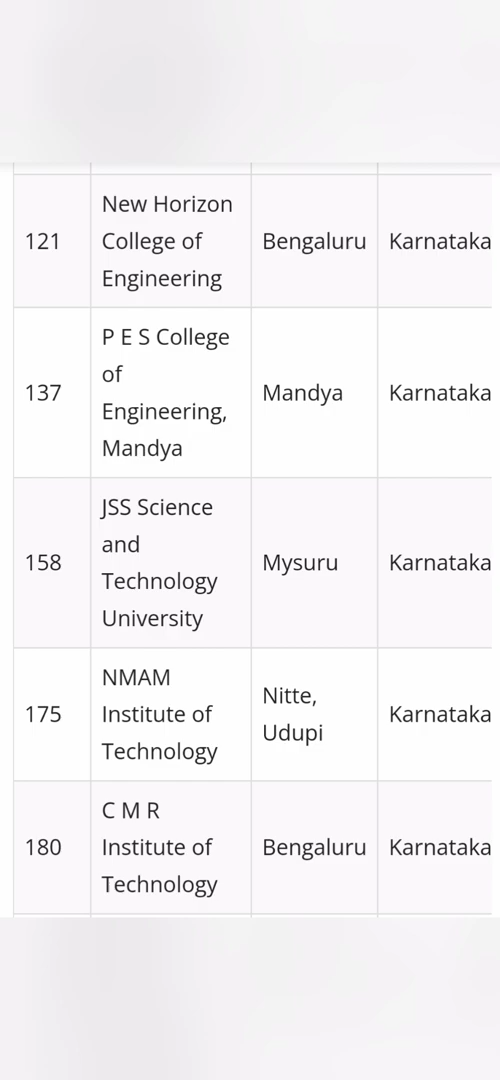 121
New Horizon
College of
Engineering
Bengaluru
Karnataka
137
P E S College
of
Engineering,
Mandya
Mandya
Karnataka
158
JSS Science
and
Technology
University
Mysuru
Karnataka
175
NMAM
Institute of
Technology
Nitte,
Udupi
Karnataka
180
C M R
Institute of
Technology
Bengaluru
Karnataka